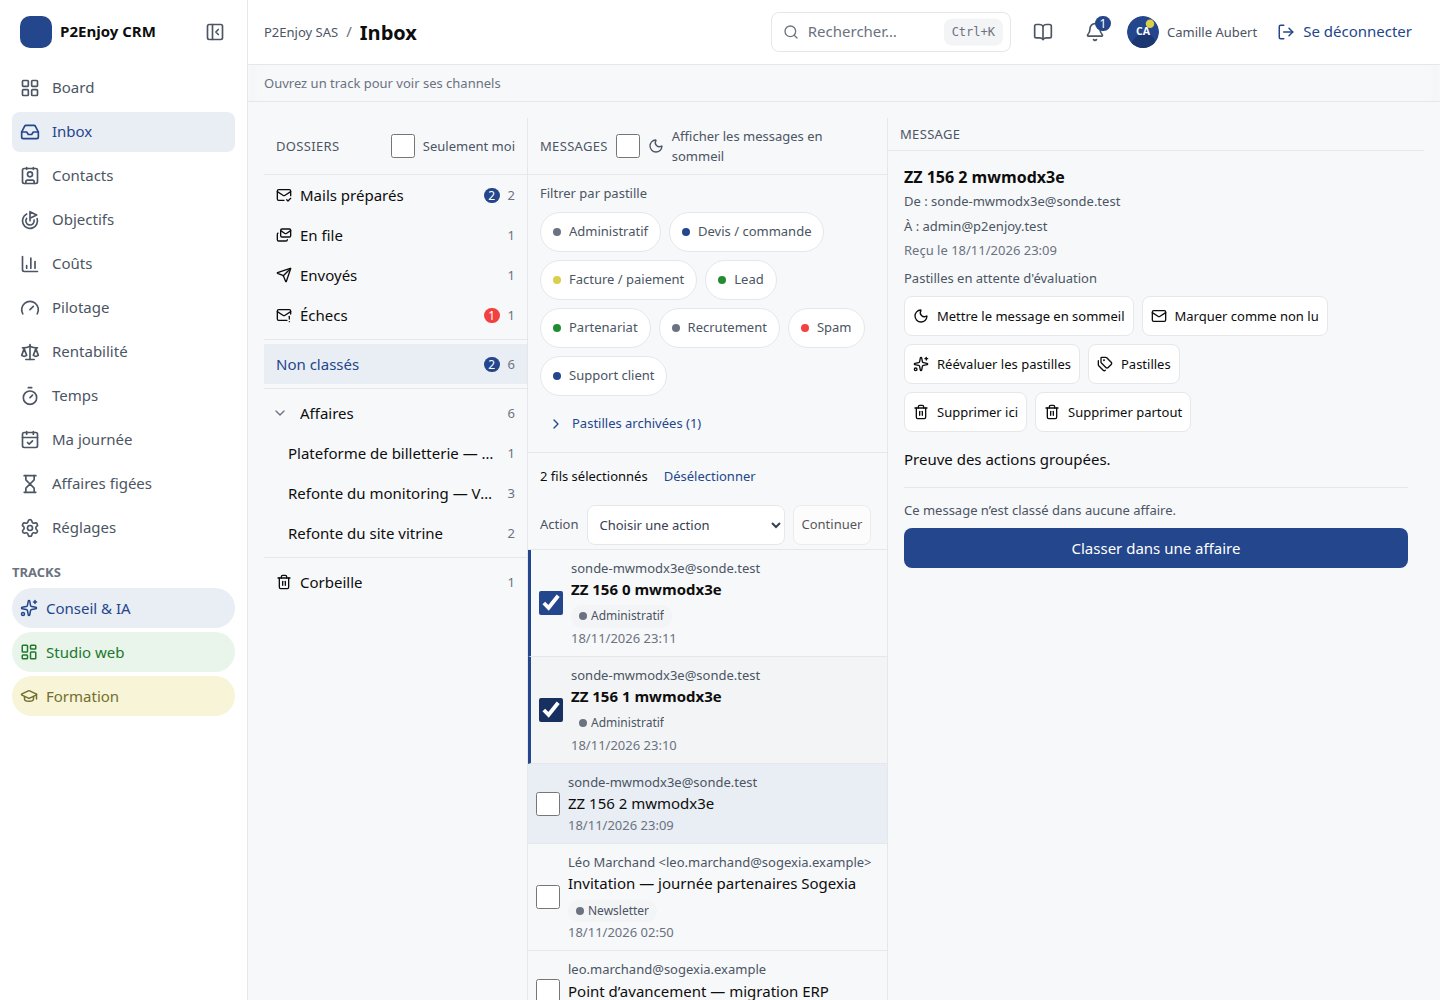 P2Enjoy CRM
Board
Inbox
Contacts
Objectifs
Coûts
Pilotage
Rentabilité
Temps
Ma journée
Affaires figées
Réglages
TRACKS
Conseil & IA
Studio web
Formation
P2Enjoy SAS / Inbox
Rechercher... Ctrl+K
1
CA Camille Aubert
Se déconnecter
Ouvrez un track pour voir ses channels
DOSSIERS Seulement moi
Mails préparés 2 2
En file 1
Envoyés 1
Échecs 1 1
Non classés 2 6
Affaires 6
Plateforme de billetterie — ... 1
Refonte du monitoring — V... 3
Refonte du site vitrine 2
Corbeille 1
MESSAGES Afficher les messages en
sommeil
Filtrer par pastille
Administratif Devis / commande
Facture / paiement Lead
Partenariat Recrutement Spam
Support client
Pastilles archivées (1)
2 fils sélectionnés Désélectionner
Action Choisir une action Continuer
sonde-mwmodx3e@sonde.test
ZZ 156 0 mwmodx3e
Administratif
18/11/2026 23:11
sonde-mwmodx3e@sonde.test
ZZ 156 1 mwmodx3e
Administratif
18/11/2026 23:10
sonde-mwmodx3e@sonde.test
ZZ 156 2 mwmodx3e
18/11/2026 23:09
Léo Marchand <leo.marchand@sogexia.example>
Invitation — journée partenaires Sogexia
Newsletter
18/11/2026 02:50
leo.marchand@sogexia.example
Point d’avancement — migration ERP
MESSAGE
ZZ 156 2 mwmodx3e
De : sonde-mwmodx3e@sonde.test
À : admin@p2enjoy.test
Reçu le 18/11/2026 23:09
Pastilles en attente d'évaluation
Mettre le message en sommeil Marquer comme non lu
Réévaluer les pastilles Pastilles
Supprimer ici Supprimer partout
Preuve des actions groupées.
Ce message n’est classé dans aucune affaire.
Classer dans une affaire